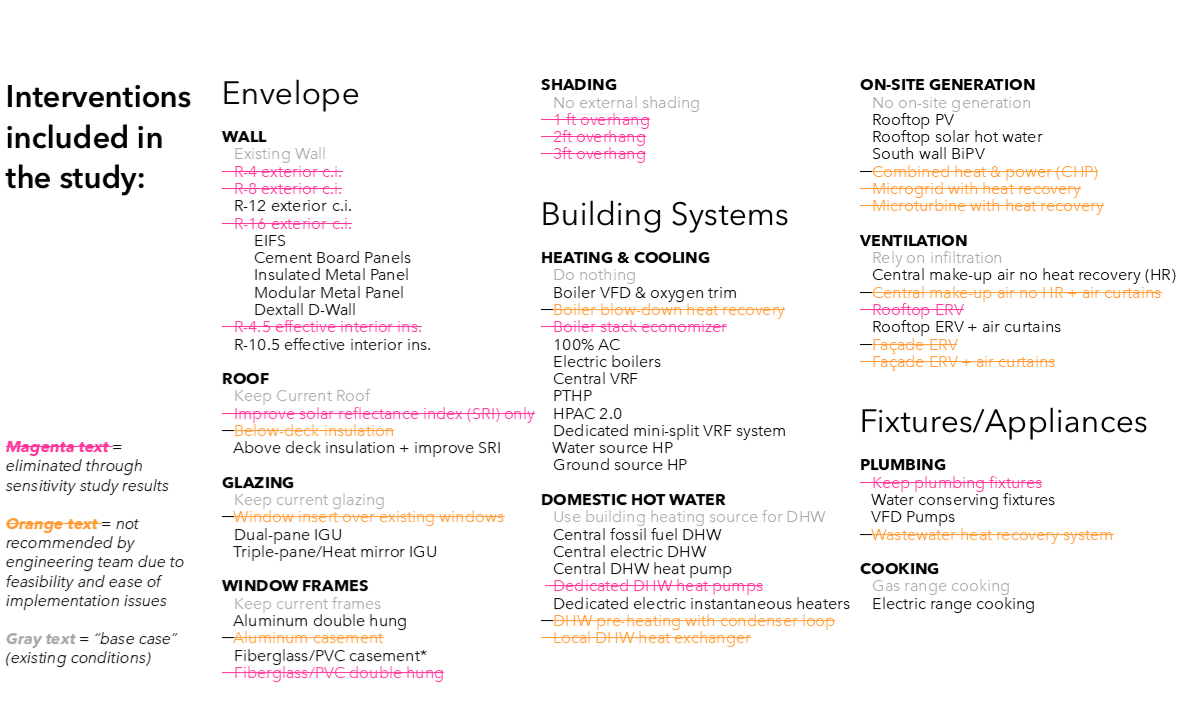 Interventions
included in
the study:
Magenta text =
eliminated through
sensitivity study results
Orange text = not
recommended by
engineering team due to
feasibility and ease of
implementation issues
Gray text = “base case”
(existing conditions)
Envelope
WALL
Existing Wall
R-4 exterior c.i.
R-8 exterior c.i.
R-12 exterior c.i.
R-16 exterior c.i.
EIFS
Cement Board Panels
Insulated Metal Panel
Modular Metal Panel
Dextall D-Wall
R-4.5 effective interior ins.
R-10.5 effective interior ins.
ROOF
Keep Current Roof
Improve solar reflectance index (SRI) only
Below-deck insulation
Above deck insulation + improve SRI
GLAZING
Keep current glazing
Window insert over existing windows
Dual-pane IGU
Triple-pane/Heat mirror IGU
WINDOW FRAMES
Keep current frames
Aluminum double hung
Aluminum casement
Fiberglass/PVC casement*
Fiberglass/PVC double hung
SHADING
No external shading
1 ft overhang
2ft overhang
3ft overhang
Building Systems
HEATING & COOLING
Do nothing
Boiler VFD & oxygen trim
Boiler blow-down heat recovery
Boiler stack economizer
100% AC
Electric boilers
Central VRF
PTHP
HPAC 2.0
Dedicated mini-split VRF system
Water source HP
Ground source HP
DOMESTIC HOT WATER
Use building heating source for DHW
Central fossil fuel DHW
Central electric DHW
Central DHW heat pump
Dedicated DHW heat pumps
Dedicated electric instantaneous heaters
DHW pre-heating with condenser loop
Local DHW heat exchanger
ON-SITE GENERATION
No on-site generation
Rooftop PV
Rooftop solar hot water
South wall BiPV
Combined heat & power (CHP)
Microgrid with heat recovery
Microturbine with heat recovery
VENTILATION
Rely on infiltration
Central make-up air no heat recovery (HR)
Central make-up air no HR + air curtains
Rooftop ERV
Rooftop ERV + air curtains
Façade ERV
Façade ERV + air curtains
Fixtures/Appliances
PLUMBING
Keep plumbing fixtures
Water conserving fixtures
VFD Pumps
Wastewater heat recovery system
COOKING
Gas range cooking
Electric range cooking